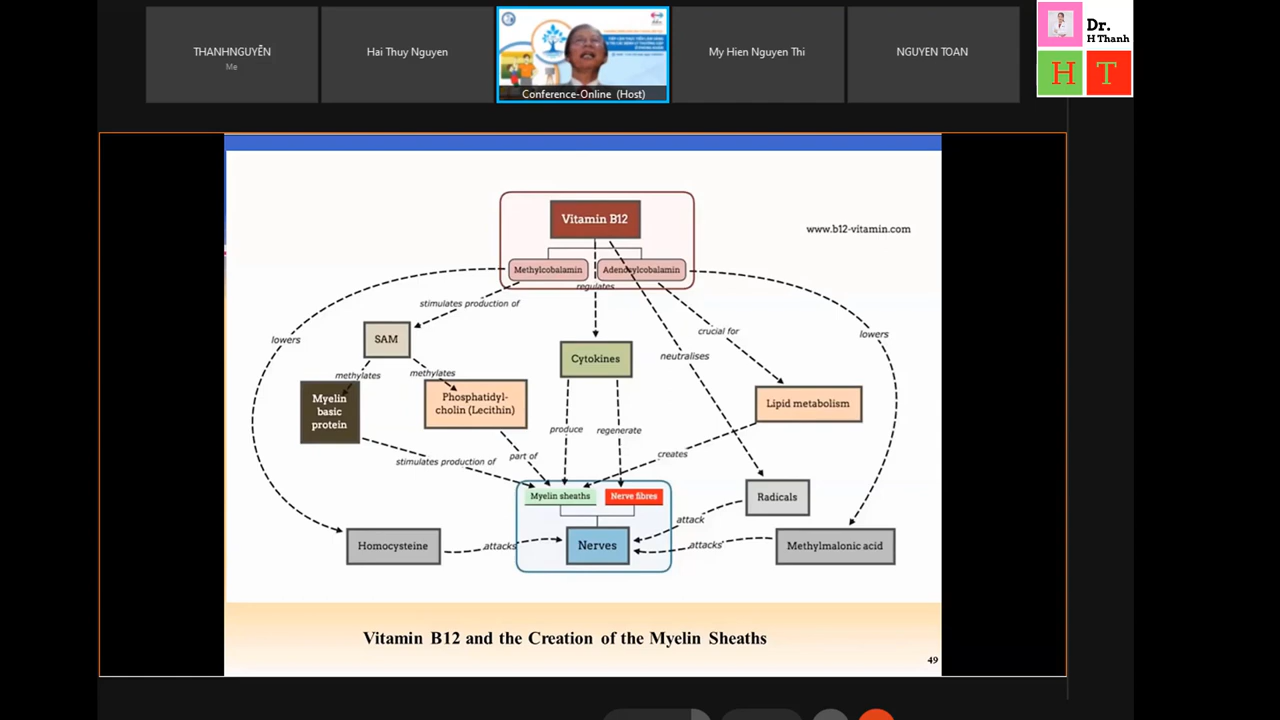 THANHNGUYỄN
Me
Hai Thuy Nguyen
Conference-Online (Host)
My Hien Nguyen Thi
NGUYEN TOAN
Dr.
H Thanh
H T
Vitamin B12
www.b12-vitamin.com
Methylcobalamin
Adenosylcobalamin
regulates
stimulates production of
lowers
SAM
Cytokines
crucial for
neutralises
lowers
methylates
methylates
Myelin
basic
protein
Phosphatidyl-
cholin (Lecithin)
Lipid metabolism
produce
regenerate
stimulates production of
part of
creates
Myelin sheaths
Nerve fibres
Radicals
attack
Homocysteine
attacks
Nerves
attacks
Methylmalonic acid
Vitamin B12 and the Creation of the Myelin Sheaths
49